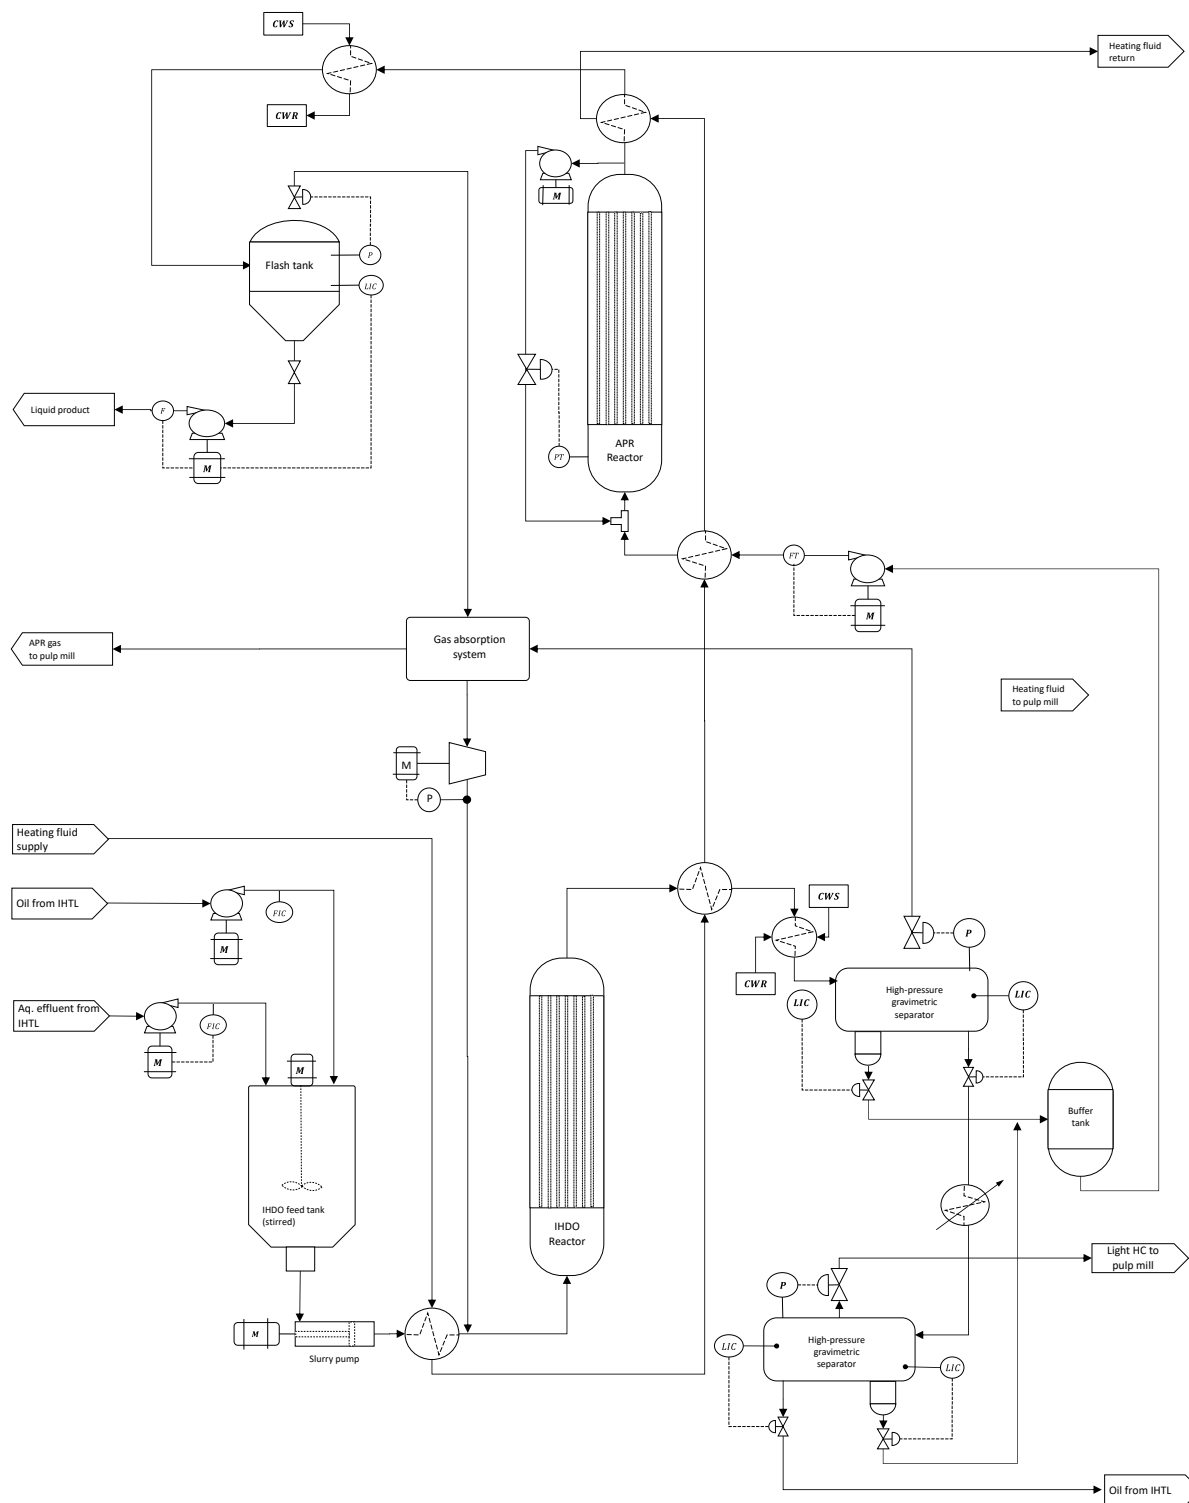 CWS
Heating fluid
return
CWR
M
P
Flash tank
LIC
Liquid product
F
M
APR
Reactor
PT
FT
M
APR gas
to pulp mill
Gas absorption
system
Heating fluid
to pulp mill
M
P
Heating fluid
supply
Oil from IHTL
FIC
M
CWS
P
CWR
High-pressure
gravimetric
separator
LIC
LIC
Aq. effluent from
IHTL
FIC
M
M
Buffer
tank
IHDO feed tank
(stirred)
IHDO
Reactor
Light HC to
pulp mill
P
M
Slurry pump
High-pressure
gravimetric
separator
LIC
LIC
Oil from IHTL